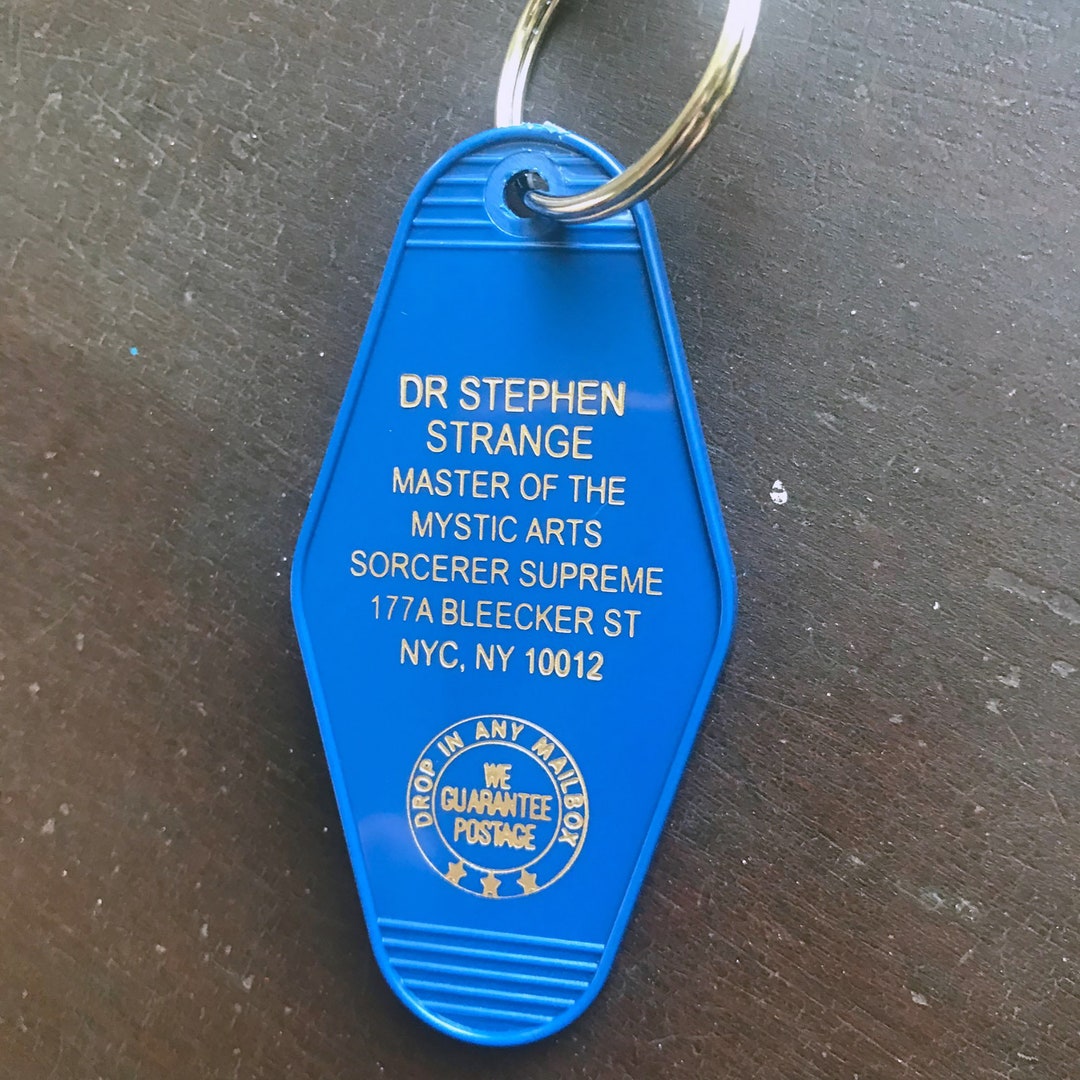 DR STEPHEN
STRANGE
MASTER OF THE
MYSTIC ARTS
SORCERER SUPREME
177A BLEECKER ST
NYC, NY 10012
DROP IN ANY MAILBOX
WE
GUARANTEE
POSTAGE